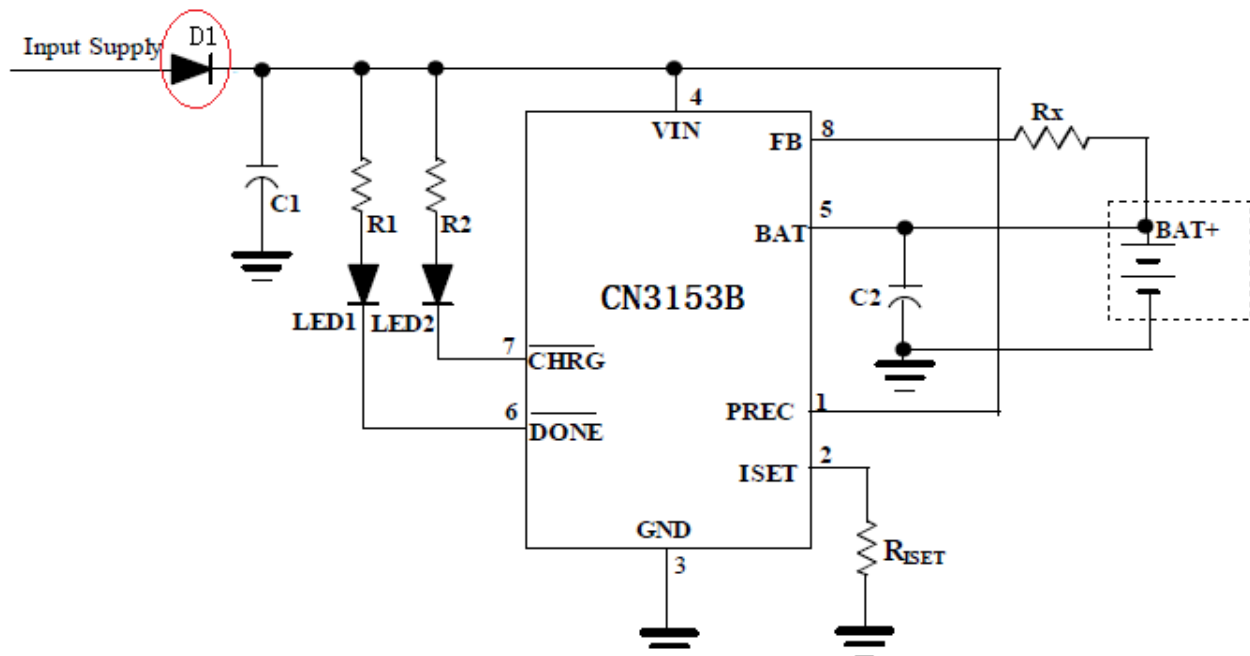 D1
Input Supply
4
VIN
8
FB
Rx
5
BAT
BAT+
C1
R1
R2
CN3153B
C2
LED1
LED2
7
CHRG
6
DONE
PREC
1
2
ISET
GND
3
RISET